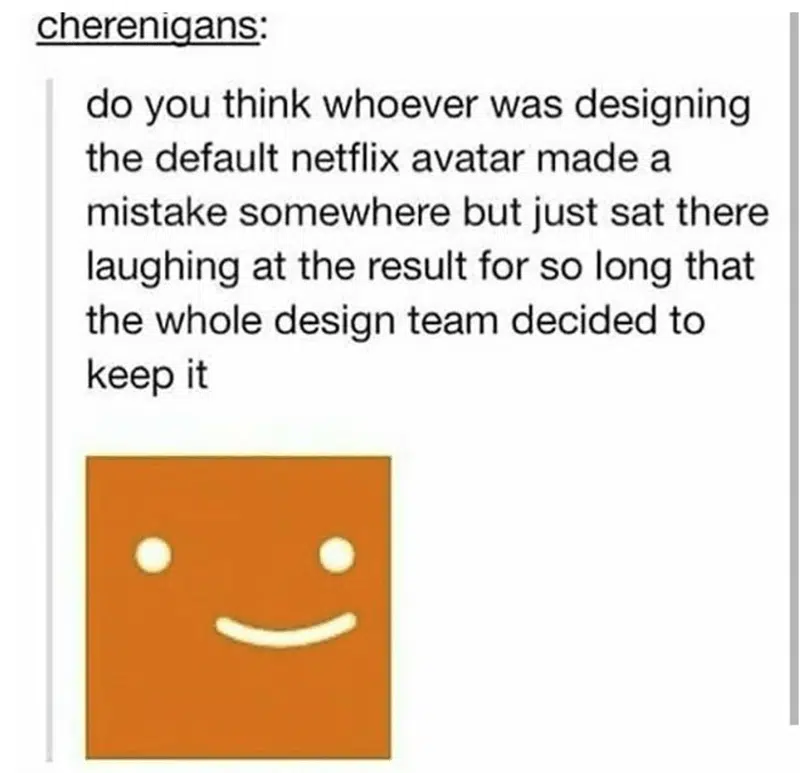 cherenigans:
do you think whoever was designing
the default netflix avatar made a
mistake somewhere but just sat there
laughing at the result for so long that
the whole design team decided to
keep it